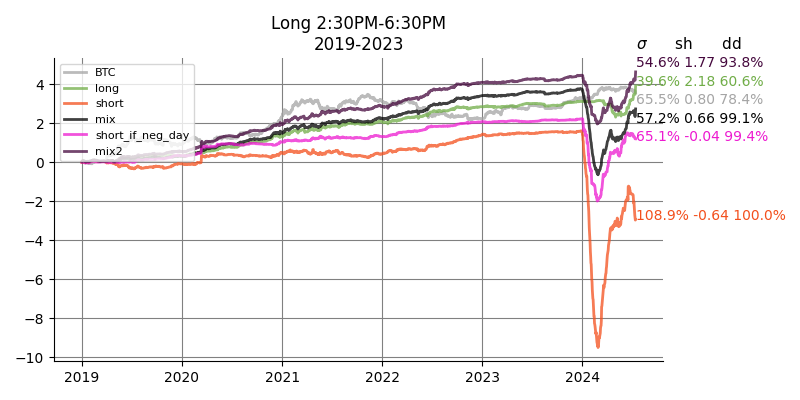 Long 2:30PM-6:30PM
2019-2023
σ sh dd
54.6% 1.77 93.8%
39.6% 2.18 60.6%
65.5% 0.80 78.4%
57.2% 0.66 99.1%
65.1% -0.04 99.4%
108.9% -0.64 100.0%
BTC
long
short
mix
short_if_neg_day
mix2
4
2
0
−2
−4
−6
−8
−10
2019 2020 2021 2022 2023 2024